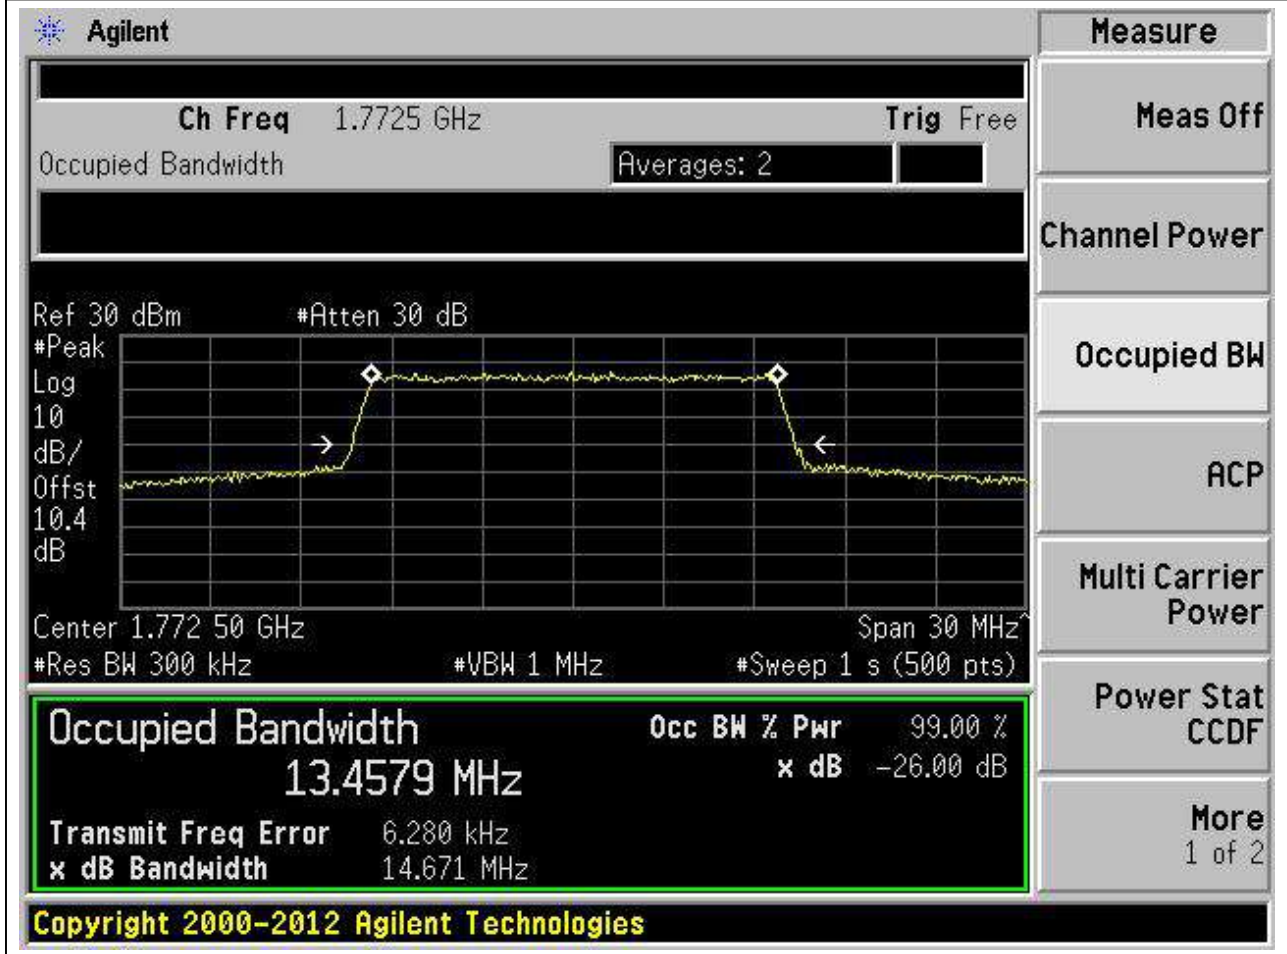 Agilent
Measure
Ch Freq 1.7725 GHz Trig Free
Meas Off
Occupied Bandwidth Averages: 2
Channel Power
Ref 30 dBm #Atten 30 dB
#Peak
Log
10
dB/
Offst
10.4
dB
Occupied BW
ACP
Center 1.772 50 GHz Span 30 MHz^
#Res BW 300 kHz #VBW 1 MHz #Sweep 1 s (500 pts)
Multi Carrier
Power
Occupied Bandwidth Occ BW % Pwr 99.00 %
13.4579 MHz x dB -26.00 dB
Transmit Freq Error 6.280 kHz
x dB Bandwidth 14.671 MHz
Power Stat
CCDF
More
1 of 2
Copyright 2000-2012 Agilent Technologies